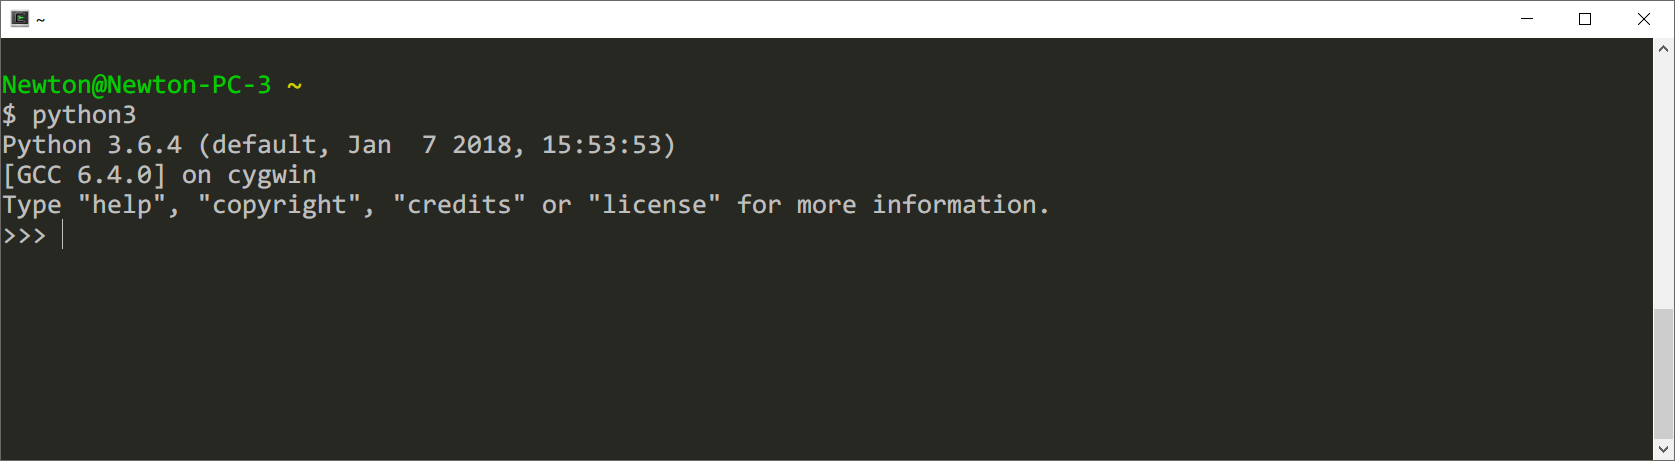 ~
Newton@Newton-PC-3 ~
$ python3
Python 3.6.4 (default, Jan  7 2018, 15:53:53)
[GCC 6.4.0] on cygwin
Type "help", "copyright", "credits" or "license" for more information.
>>>